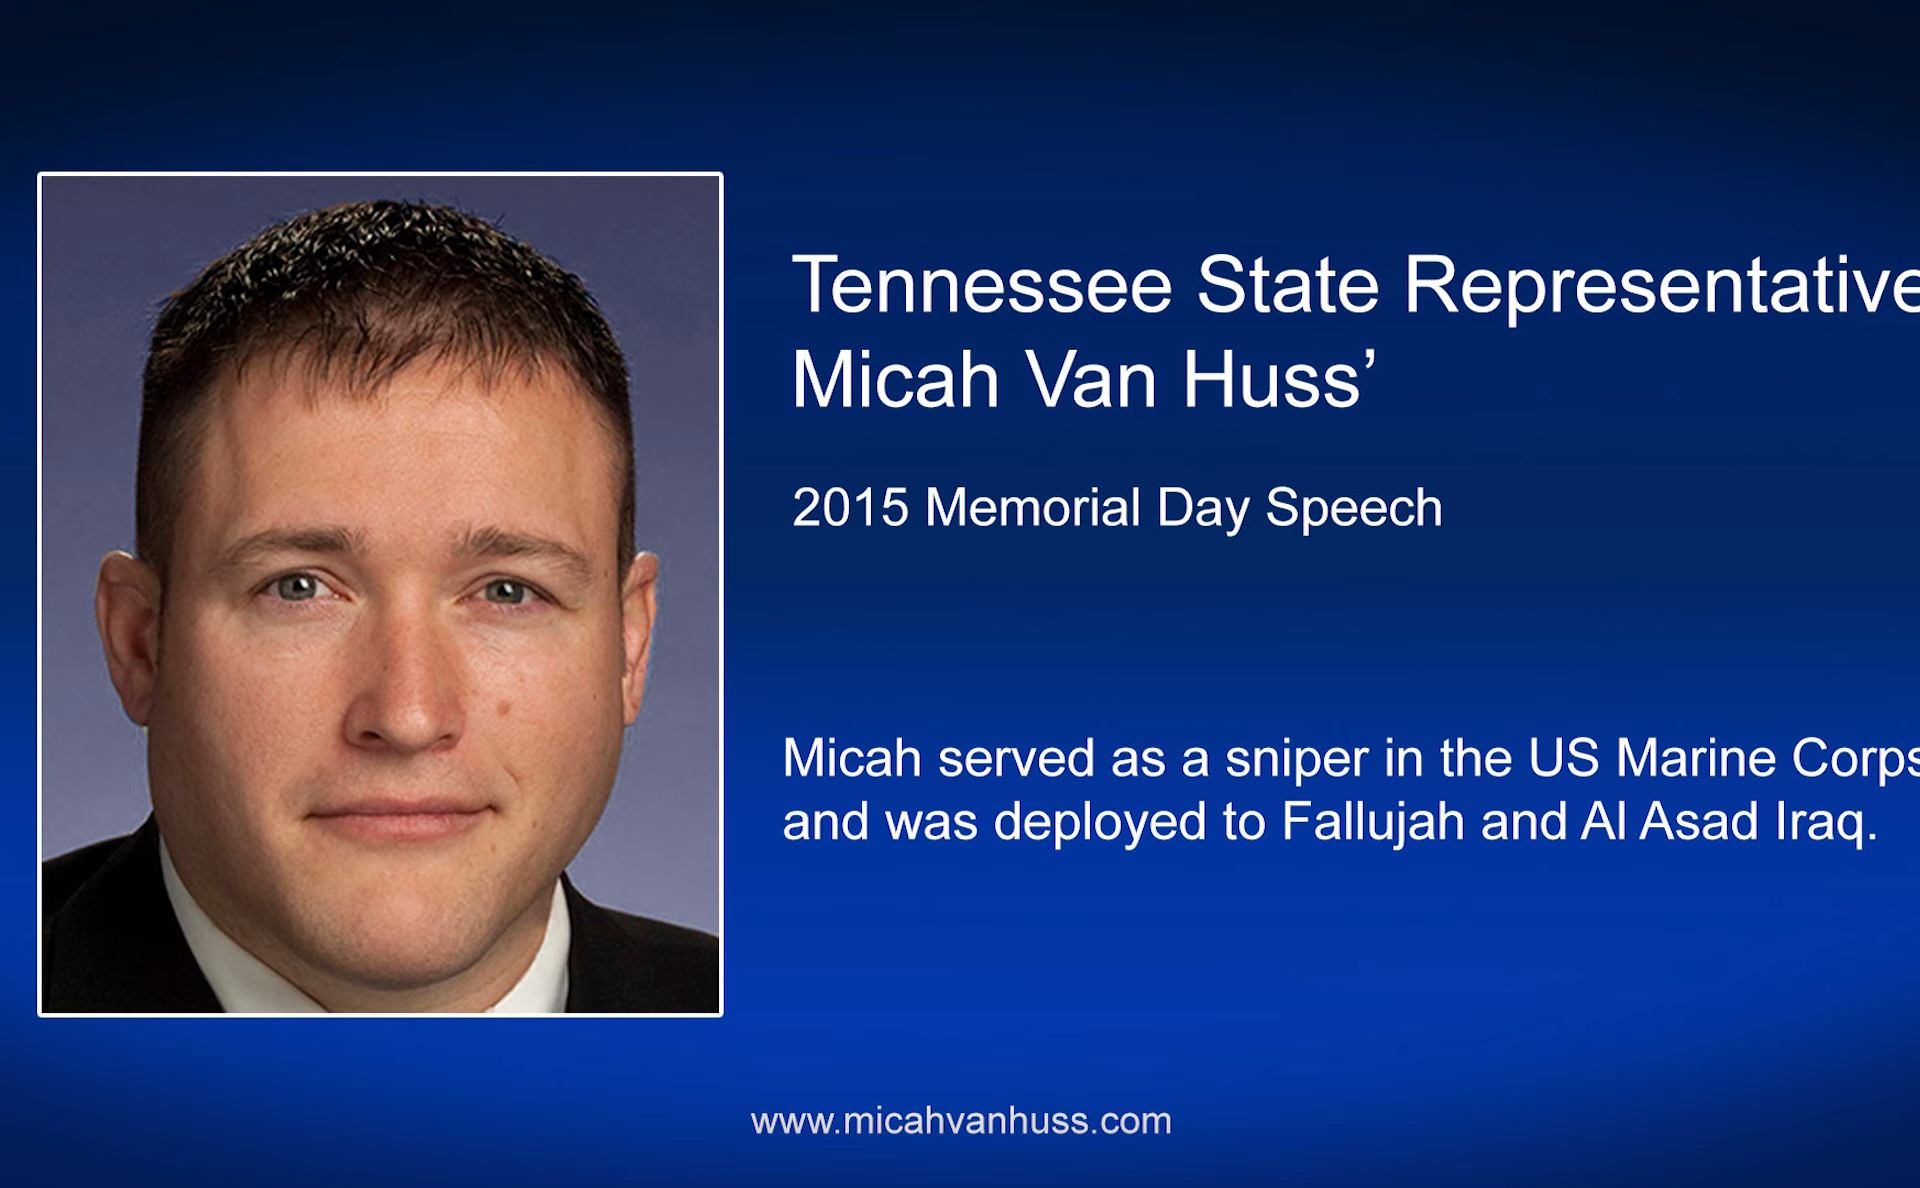 Tennessee State Representative
Micah Van Huss’
2015 Memorial Day Speech
Micah served as a sniper in the US Marine Corps
and was deployed to Fallujah and Al Asad Iraq.
www.micahvanhuss.com